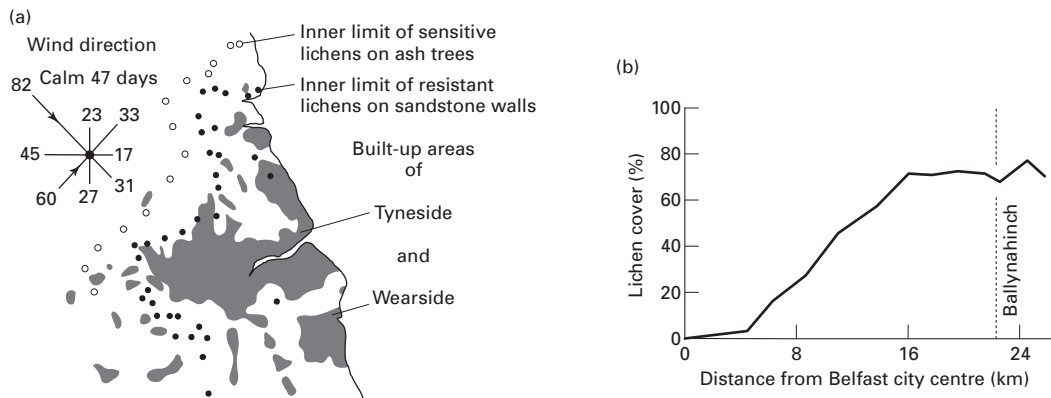 (a)
Wind direction
Calm 47 days
82
23
33
45
17
60
27
31
Inner limit of sensitive
lichens on ash trees
Inner limit of resistant
lichens on sandstone walls
Built-up areas
of
Tyneside
and
Wearside
(b)
100
80
60
40
20
0
Lichen cover (%)
Ballynahinch
0
8
16
24
Distance from Belfast city centre (km)